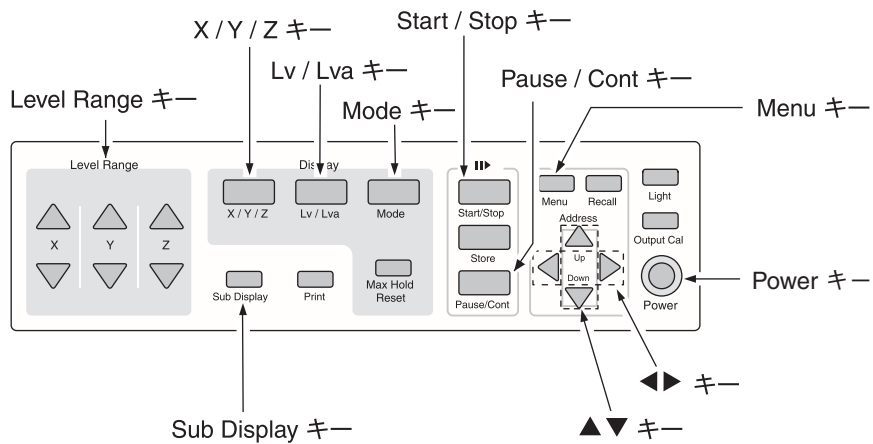 Start / Stop キー
X / Y / Z キー
Lv / Lva キー
Pause / Cont キー
Level Range キー
Mode キー
Menu キー
Level Range
Display
X / Y / Z
Lv / Lva
Mode
Start/Stop
Menu
Recall
Light
X
Y
Z
Store
Address
Up
Down
Output Cal
Sub Display
Print
Max Hold
Reset
Pause/Cont
Power
Power キー
◀▶ キー
Sub Display キー
▲▼ キー